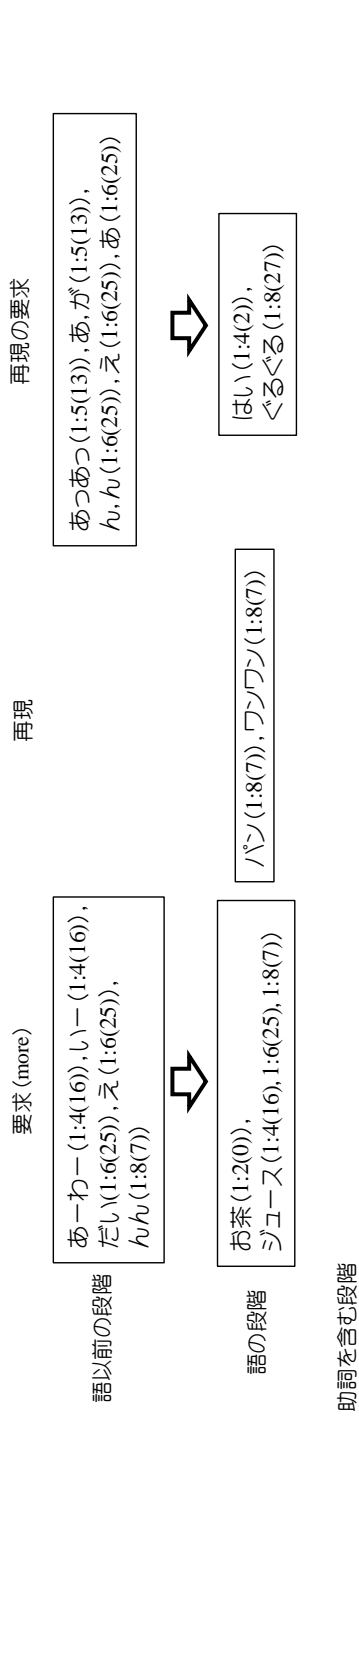 要求(more)
再現
再現の要求
語以前の段階
あーわー(1:4(16)),いー(1:4(16)),
だい(1:6(25)),え(1:6(25)),
んん(1:8(7))
あっあっ(1:5(13)),あ,が(1:5(13)),
ん,ん(1:6(25)),え(1:6(25)),あ(1:6(25))
語の段階
お茶(1:2(0)),
ジュース(1:4(16), 1:6(25), 1:8(7))
パン(1:8(7)),ワンワン(1:8(7))
はい(1:4(2)),
ぐるぐる(1:8(27))
助詞を含む段階